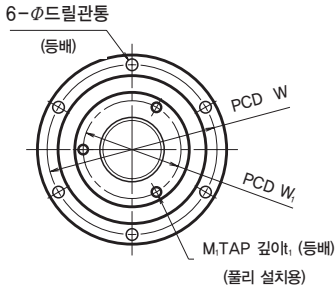 6-Φ드릴관통
(등배)
PCD W
PCD W₁
M₁TAP 깊이t₁ (등배)
(풀리 설치용)